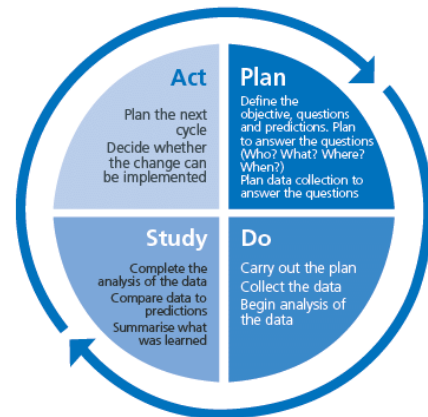 Act
Plan the next
cycle
Decide whether
the change can
be implemented
Plan
Define the
objective, questions
and predictions. Plan
to answer the questions
(Who? What? Where?
When?)
Plan data collection to
answer the questions
Study
Complete the
analysis of the data
Compare data to
predictions
Summarise what
was learned
Do
Carry out the plan
Collect the data
Begin analysis of
the data